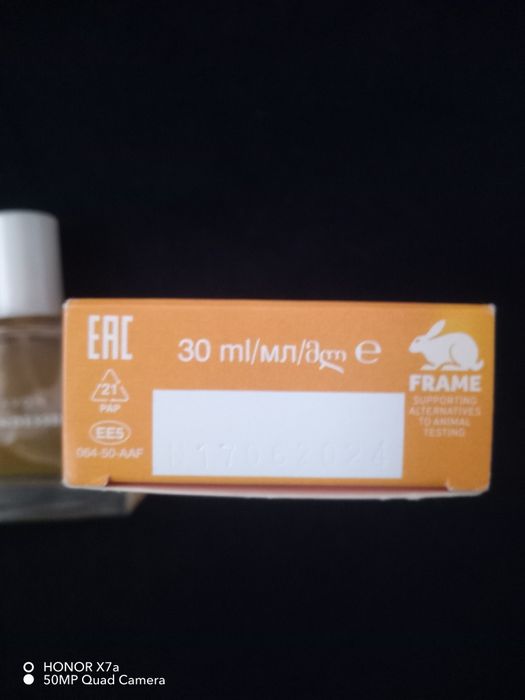 EAC
30 ml/мл/მლ e
21
PAP
EE5
064-50-AAF
FRAME
SUPPORTING
ALTERNATIVES
TO ANIMAL
TESTING
HONOR X7a
50MP Quad Camera